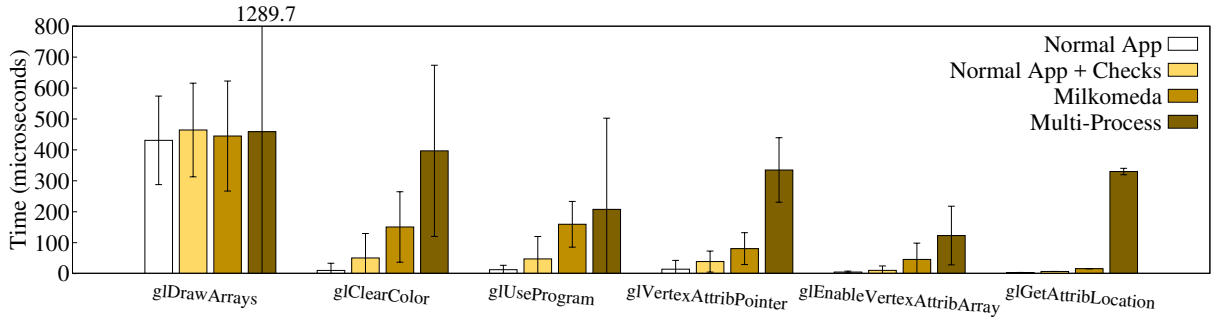 1289.7
800
700
600
500
400
300
200
100
0
Time (microseconds)
Normal App
Normal App + Checks
Milkomeda
Multi-Process
glDrawArrays
glClearColor
glUseProgram
glVertexAttribPointer
glEnableVertexAttribArray
glGetAttribLocation